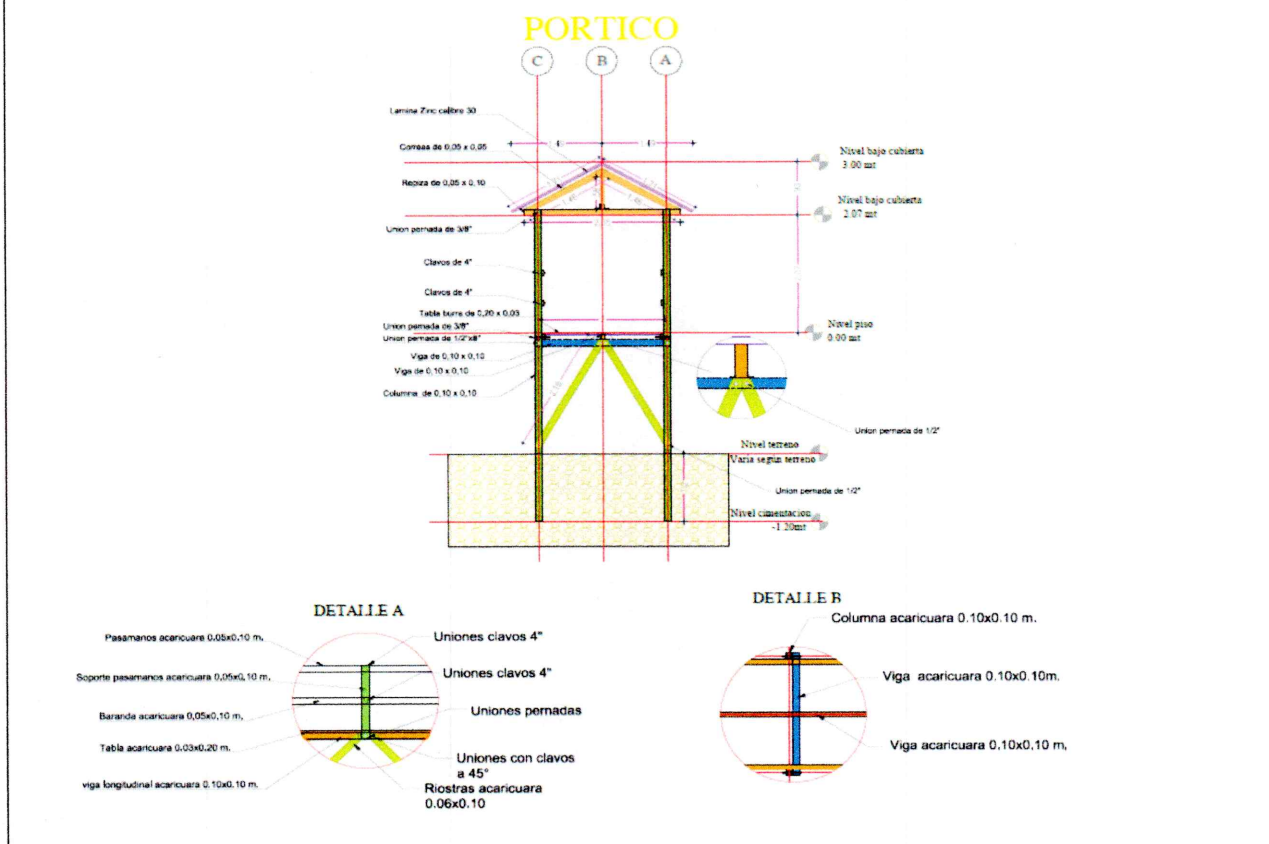 PORTICO
C B A
Lamina Zinc calibre 30
Correas de 0,05 x 0,05
Repiza de 0,05 x 0,10
Union pernada de 3/8"
Clavos de 4"
Clavos de 4"
Tabla burra de 0,20 x 0,03
Union pernada de 3/8"
Union pernada de 1/2"x8"
Viga de 0,10 x 0,10
Viga de 0,10 x 0,10
Columna de 0,10 x 0,10
2.10
1.46
1.46
Nivel bajo cubierta
3.00 mt
Nivel bajo cubierta
2.07 mt
Nivel piso
0.00 mt
Union pernada de 1/2"
Nivel terreno
Varia según terreno
Union pernada de 1/2"
Nivel cimentacion
-1.20mt
DETALLE A
Pasamanos acaricuara 0.05x0,10 m.
Soporte pasamanos acaricuara 0,05x0,10 m.
Baranda acaricuara 0,05x0,10 m.
Tabla acaricuara 0.03x0.20 m.
viga longitudinal acaricuara 0.10x0.10 m.
Uniones clavos 4"
Uniones clavos 4"
Uniones pernadas
Uniones con clavos
a 45°
Riostras acaricuara
0.06x0.10
DETALLE B
Columna acaricuara 0.10x0.10 m.
Viga acaricuara 0.10x0.10m.
Viga acaricuara 0.10x0.10 m,